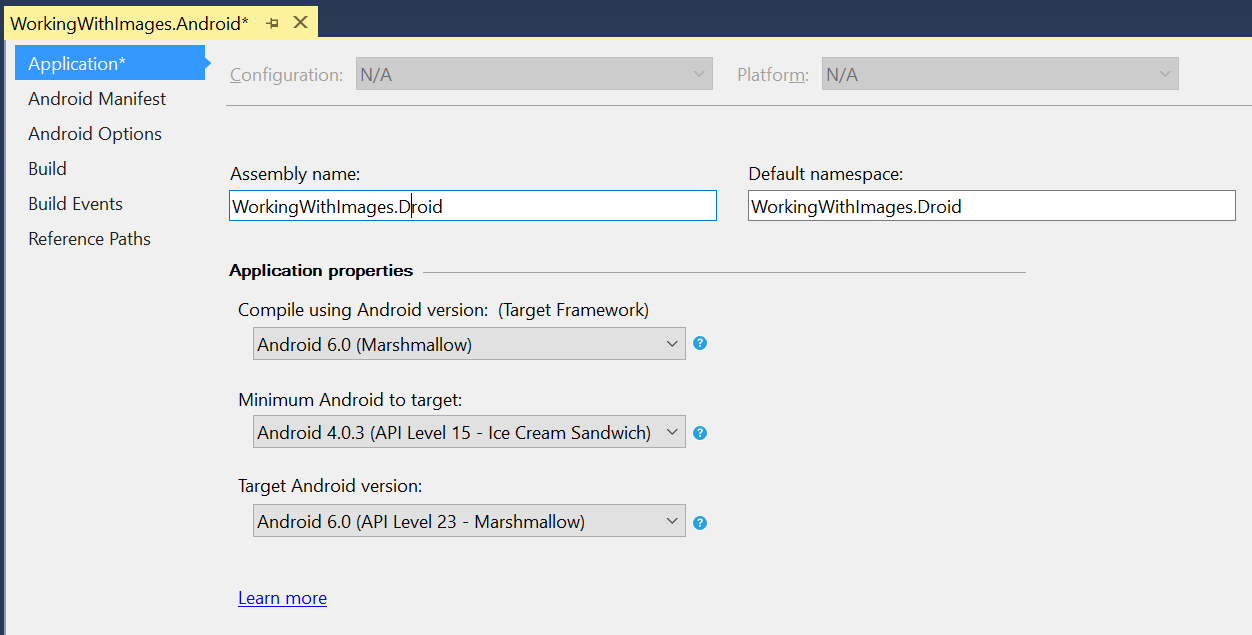 WorkingWithImages.Android*
Application*
Android Manifest
Android Options
Build
Build Events
Reference Paths
Configuration: N/A Platform: N/A
Assembly name: Default namespace:
WorkingWithImages.Droid WorkingWithImages.Droid
Application properties
Compile using Android version: (Target Framework)
Android 6.0 (Marshmallow) ?
Minimum Android to target:
Android 4.0.3 (API Level 15 - Ice Cream Sandwich) ?
Target Android version:
Android 6.0 (API Level 23 - Marshmallow) ?
Learn more